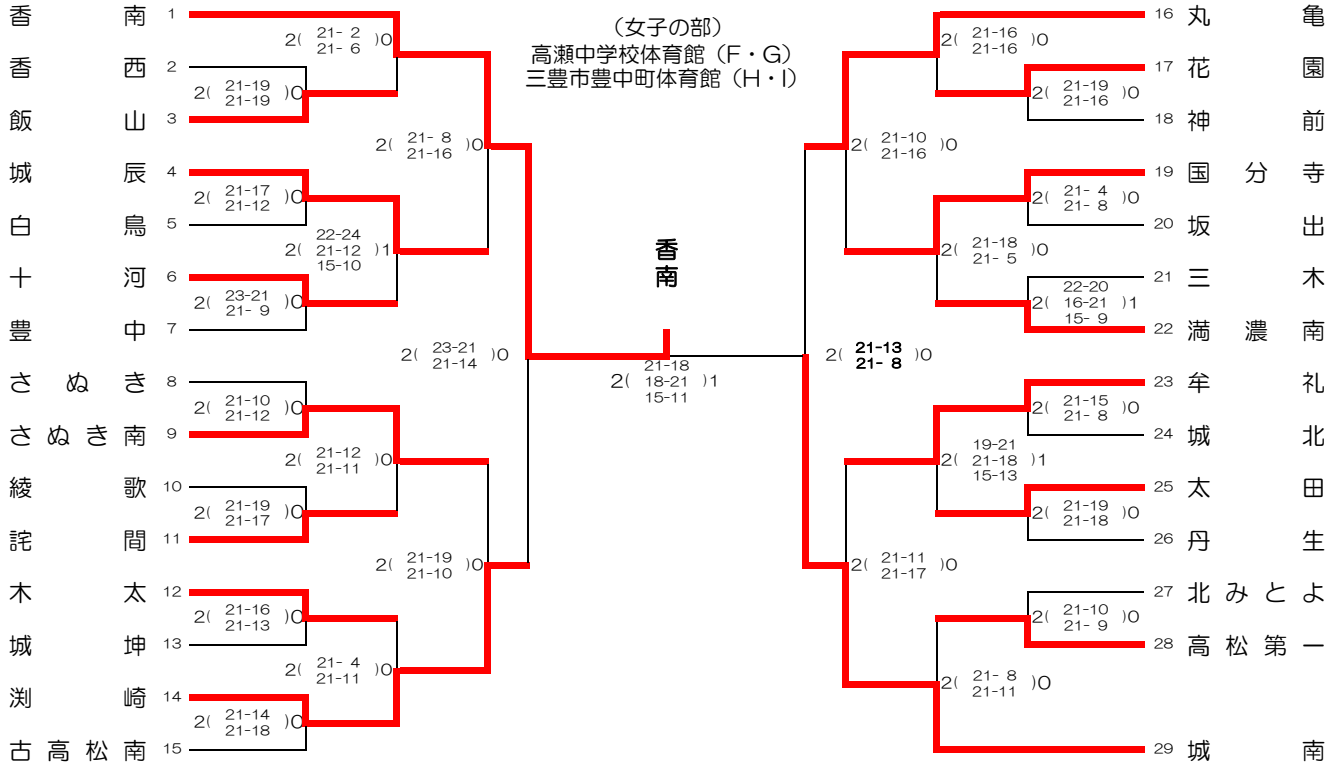 （女子の部）
高瀬中学校体育館（F・G）
三豊市豊中町体育館（H・I）
香南 1
香西 2
飯山 3
城辰 4
白鳥 5
十河 6
豊中 7
さぬき 8
さぬき南 9
綾歌 10
詫間 11
木太 12
城坤 13
渕崎 14
古高松南 15
2( 21- 2 )0
21- 6
2( 21-19 )0
21-19
2( 21- 8 )0
21-16
2( 21-17 )0
21-12
2( 22-24 )1
21-12
15-10
2( 23-21 )0
21- 9
2( 23-21 )0
21-14
2( 21-10 )0
21-12
2( 21-12 )0
21-11
2( 21-19 )0
21-17
2( 21-19 )0
21-10
2( 21-16 )0
21-13
2( 21- 4 )0
21-11
2( 21-14 )0
21-18
香南
2( 21-18 )1
18-21
15-11
16 丸亀
17 花園
18 神前
19 国分寺
20 坂出
21 三木
22 満濃南
23 牟礼
24 城北
25 太田
26 丹生
27 北みとよ
28 高松第一
29 城南
2( 21-16 )0
21-16
2( 21-19 )0
21-16
2( 21-10 )0
21-16
2( 21- 4 )0
21- 8
2( 21-18 )0
21- 5
2( 22-20 )1
16-21
15- 9
2( 21-13 )0
21- 8
2( 21-15 )0
21- 8
2( 19-21 )1
21-18
15-13
2( 21-19 )0
21-18
2( 21-11 )0
21-17
2( 21-10 )0
21- 9
2( 21- 8 )0
21-11